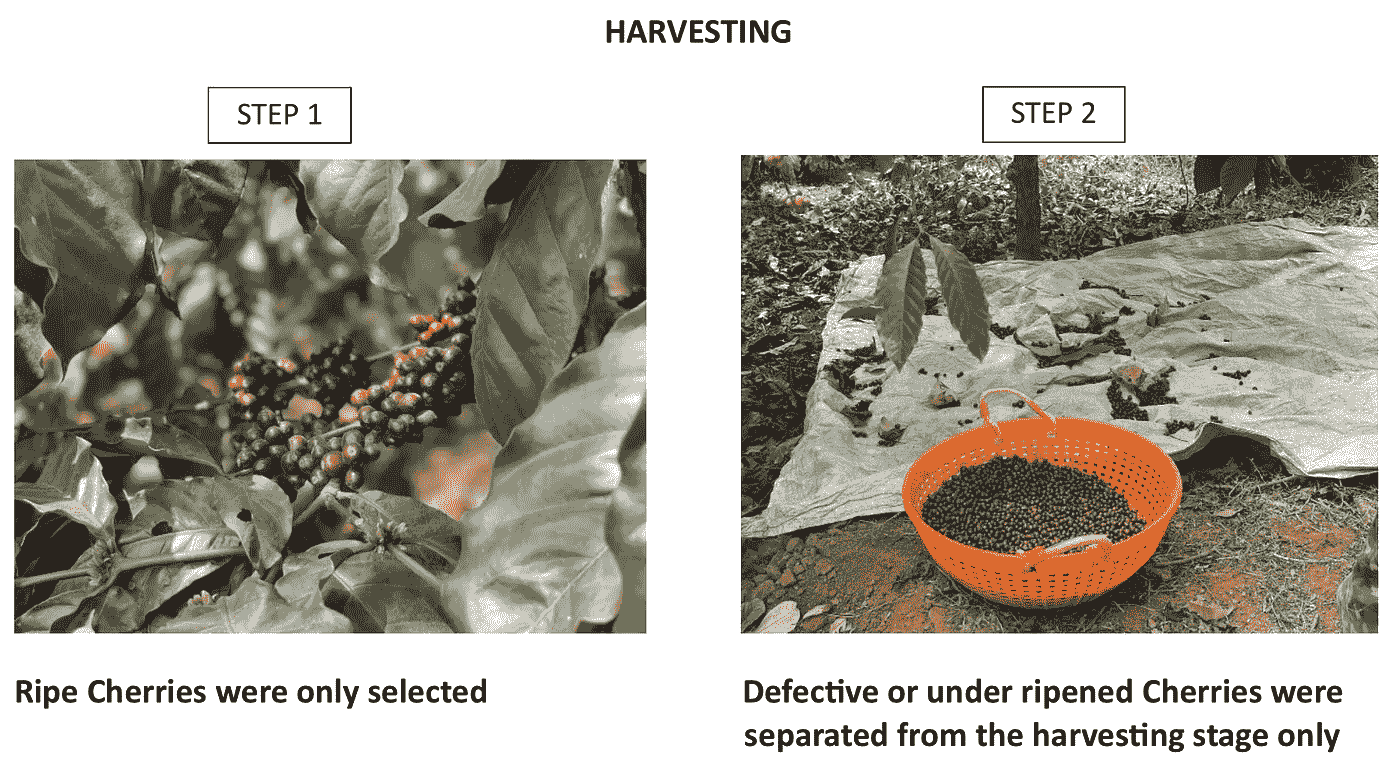 HARVESTING
STEP 1
STEP 2
Ripe Cherries were only selected
Defective or under ripened Cherries were
separated from the harvesting stage only